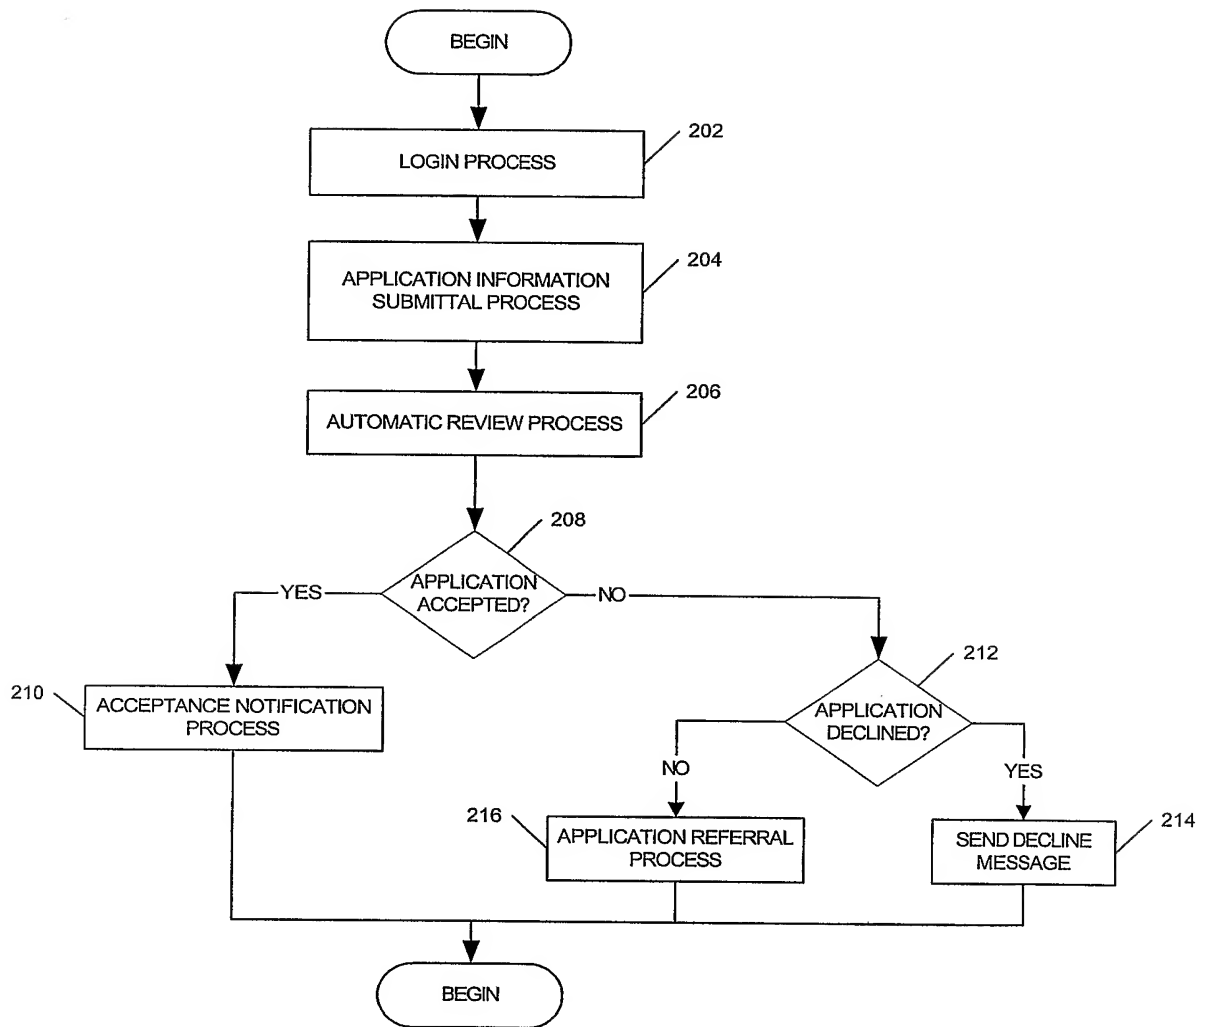 BEGIN
202
LOGIN PROCESS
204
APPLICATION INFORMATION
SUBMITTAL PROCESS
206
AUTOMATIC REVIEW PROCESS
208
APPLICATION
ACCEPTED?
YES
NO
212
210
ACCEPTANCE NOTIFICATION
PROCESS
APPLICATION
DECLINED?
NO
YES
216
APPLICATION REFERRAL
PROCESS
214
SEND DECLINE
MESSAGE
BEGIN